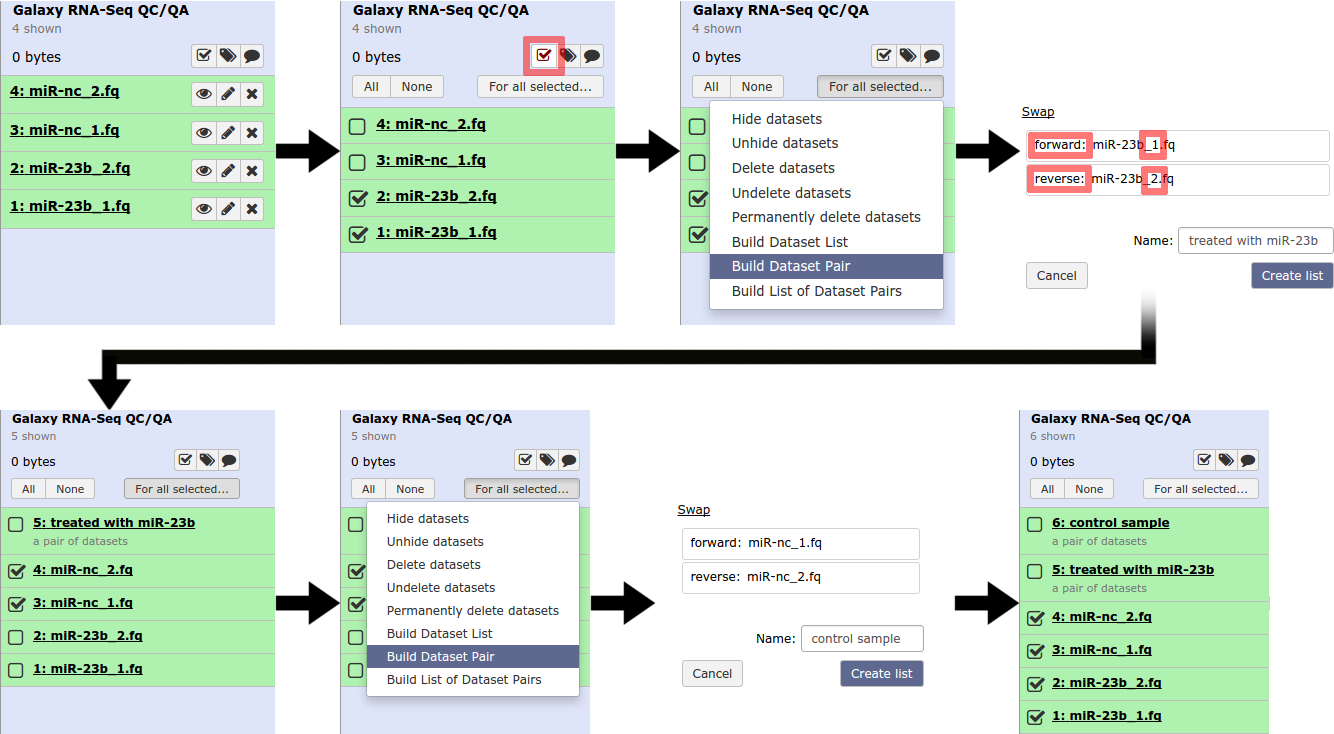 Galaxy RNA-Seq QC/QA
4 shown
0 bytes
4: miR-nc_2.fq
3: miR-nc_1.fq
2: miR-23b_2.fq
1: miR-23b_1.fq
Galaxy RNA-Seq QC/QA
4 shown
0 bytes
All None For all selected...
4: miR-nc_2.fq
3: miR-nc_1.fq
2: miR-23b_2.fq
1: miR-23b_1.fq
Galaxy RNA-Seq QC/QA
4 shown
0 bytes
All None For all selected...
Hide datasets
Unhide datasets
Delete datasets
Undelete datasets
Permanently delete datasets
Build Dataset List
Build Dataset Pair
Build List of Dataset Pairs
Swap
forward: miR-23b_1.fq
reverse: miR-23b_2.fq
Name: treated with miR-23b
Cancel Create list
Galaxy RNA-Seq QC/QA
5 shown
0 bytes
All None For all selected...
5: treated with miR-23b
a pair of datasets
4: miR-nc_2.fq
3: miR-nc_1.fq
2: miR-23b_2.fq
1: miR-23b_1.fq
Galaxy RNA-Seq QC/QA
5 shown
0 bytes
All None For all selected...
Hide datasets
Unhide datasets
Delete datasets
Undelete datasets
Permanently delete datasets
Build Dataset List
Build Dataset Pair
Build List of Dataset Pairs
Swap
forward: miR-nc_1.fq
reverse: miR-nc_2.fq
Name: control sample
Cancel Create list
Galaxy RNA-Seq QC/QA
6 shown
0 bytes
All None For all selected...
6: control sample
a pair of datasets
5: treated with miR-23b
a pair of datasets
4: miR-nc_2.fq
3: miR-nc_1.fq
2: miR-23b_2.fq
1: miR-23b_1.fq